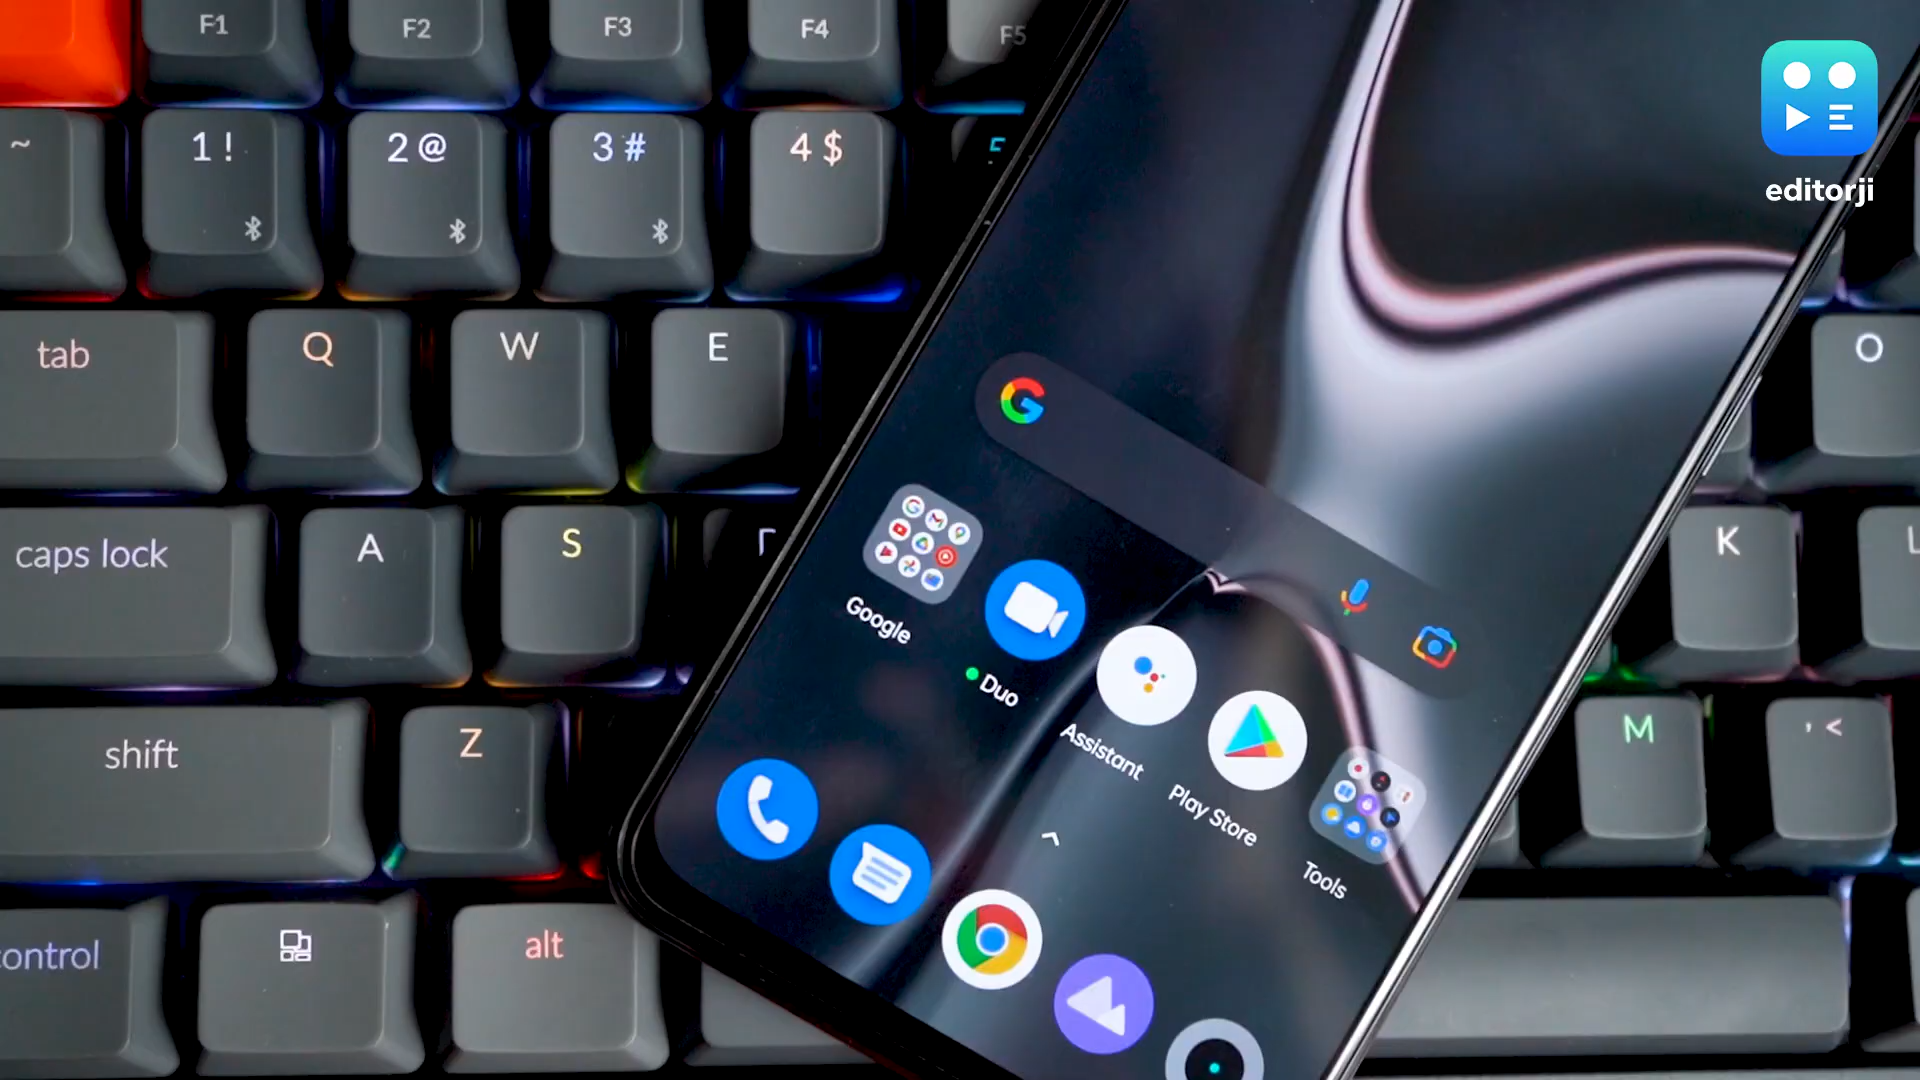 F1
F2
F3
F4
F5
editorji
~
1 !
2 @
3 #
4 $
tab
Q
W
E
O
caps lock
A
S
K
L
Google
Duo
Assistant
Play Store
Tools
shift
Z
M
, <
control
alt